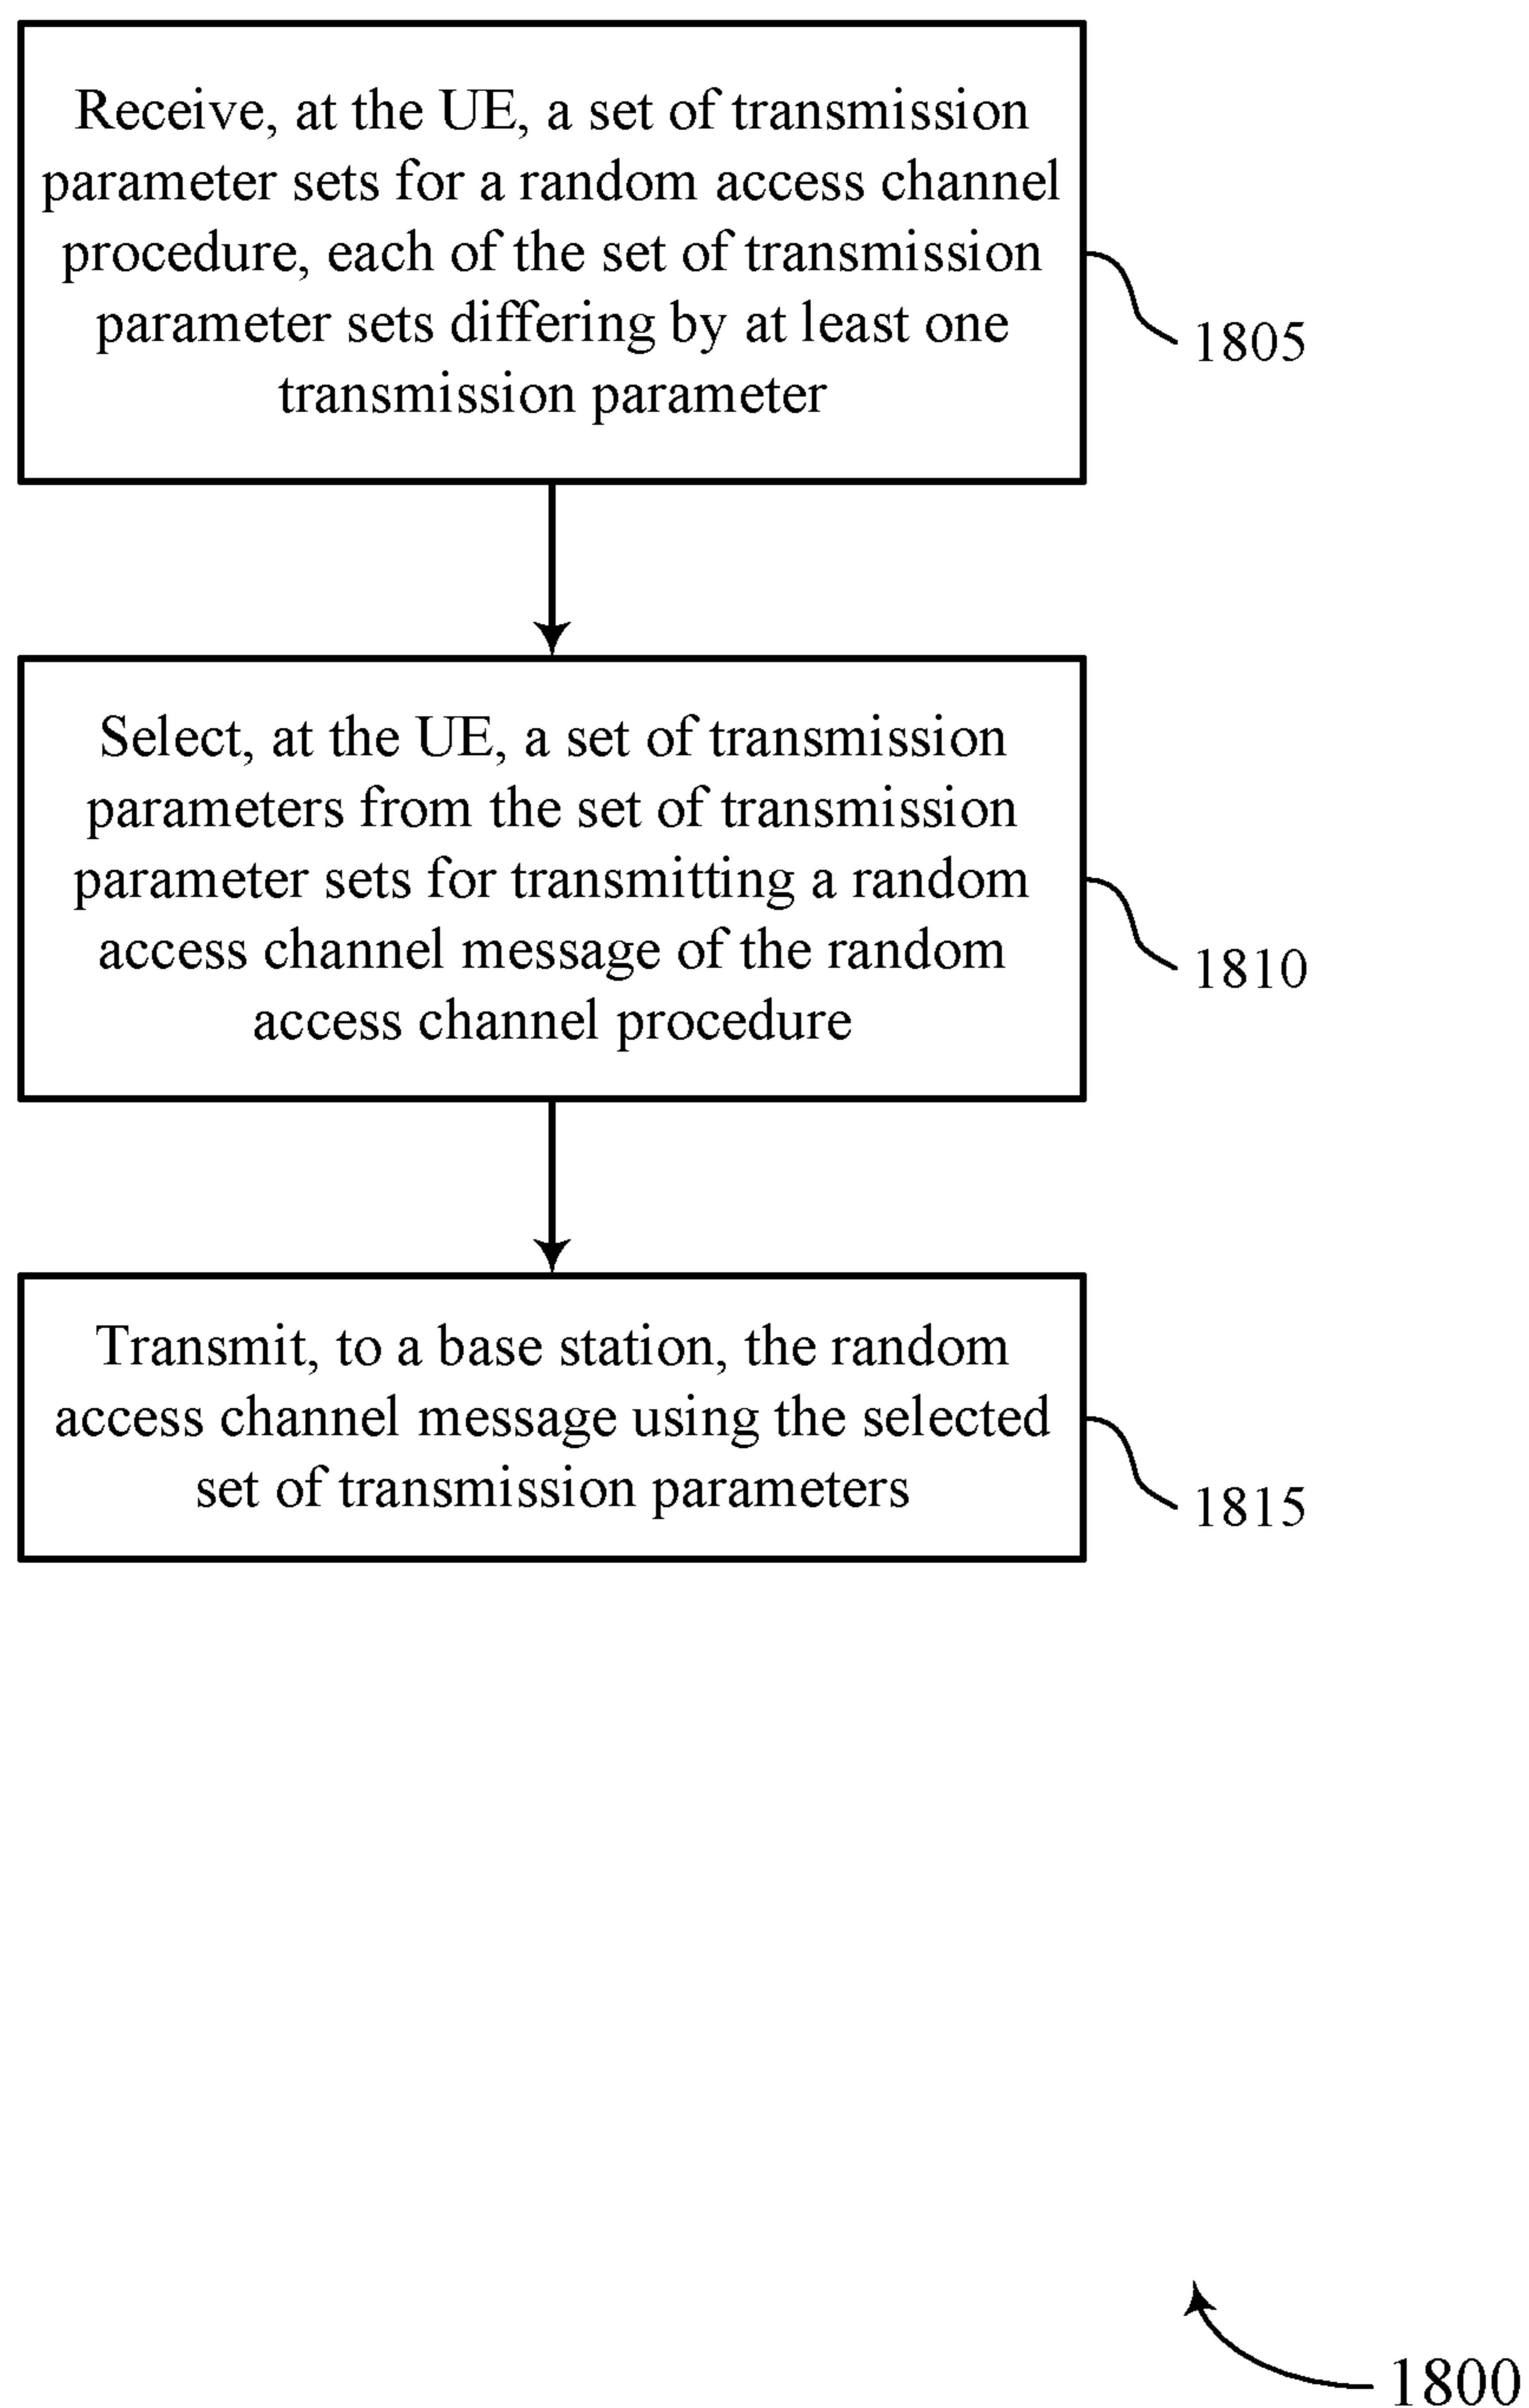 Receive, at the UE, a set of transmission
parameter sets for a random access channel
procedure, each of the set of transmission
parameter sets differing by at least one
transmission parameter
1805
Select, at the UE, a set of transmission
parameters from the set of transmission
parameter sets for transmitting a random
access channel message of the random
access channel procedure
1810
Transmit, to a base station, the random
access channel message using the selected
set of transmission parameters
1815
1800